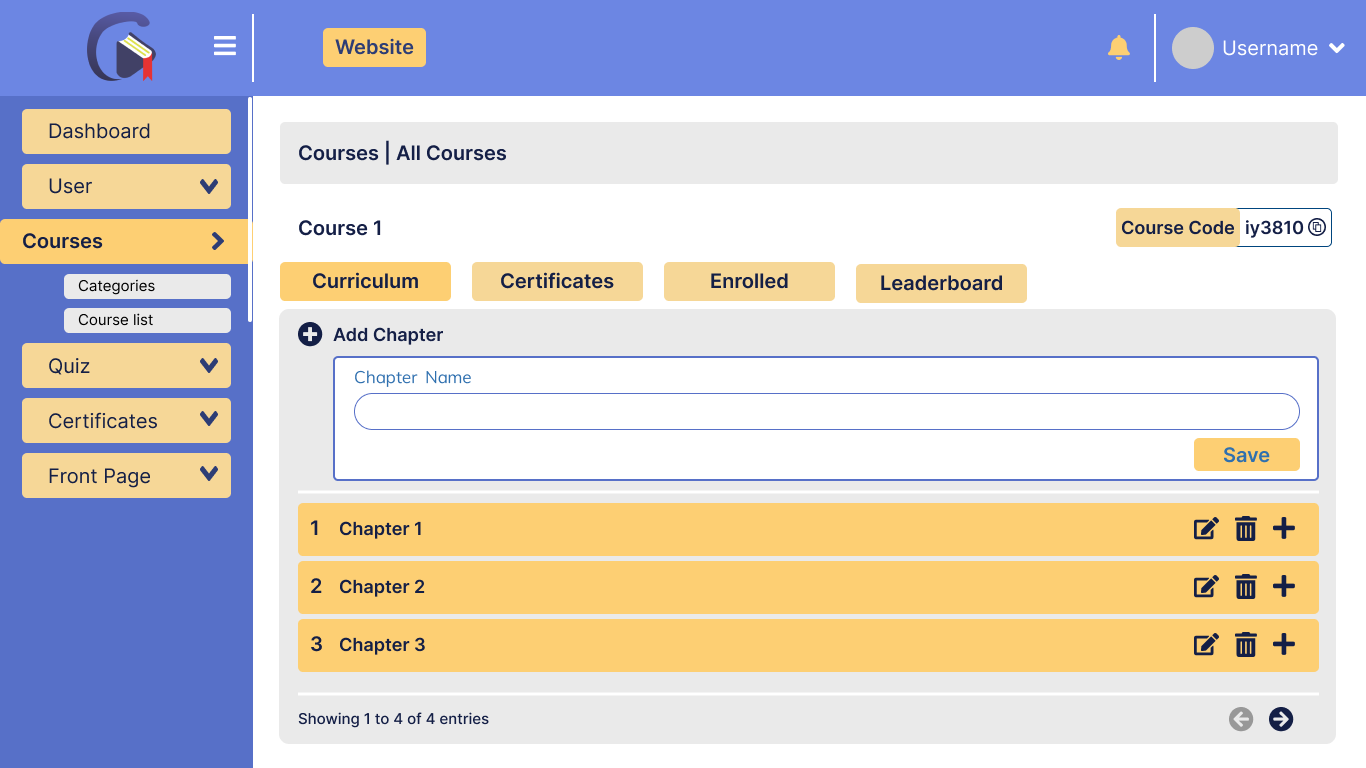 Website
Username
Dashboard
User
Courses
Categories
Course list
Quiz
Certificates
Front Page
Courses | All Courses
Course 1
Course Code iy3810
Curriculum Certificates Enrolled Leaderboard
Add Chapter
Chapter Name
Save
1 Chapter 1
2 Chapter 2
3 Chapter 3
Showing 1 to 4 of 4 entries